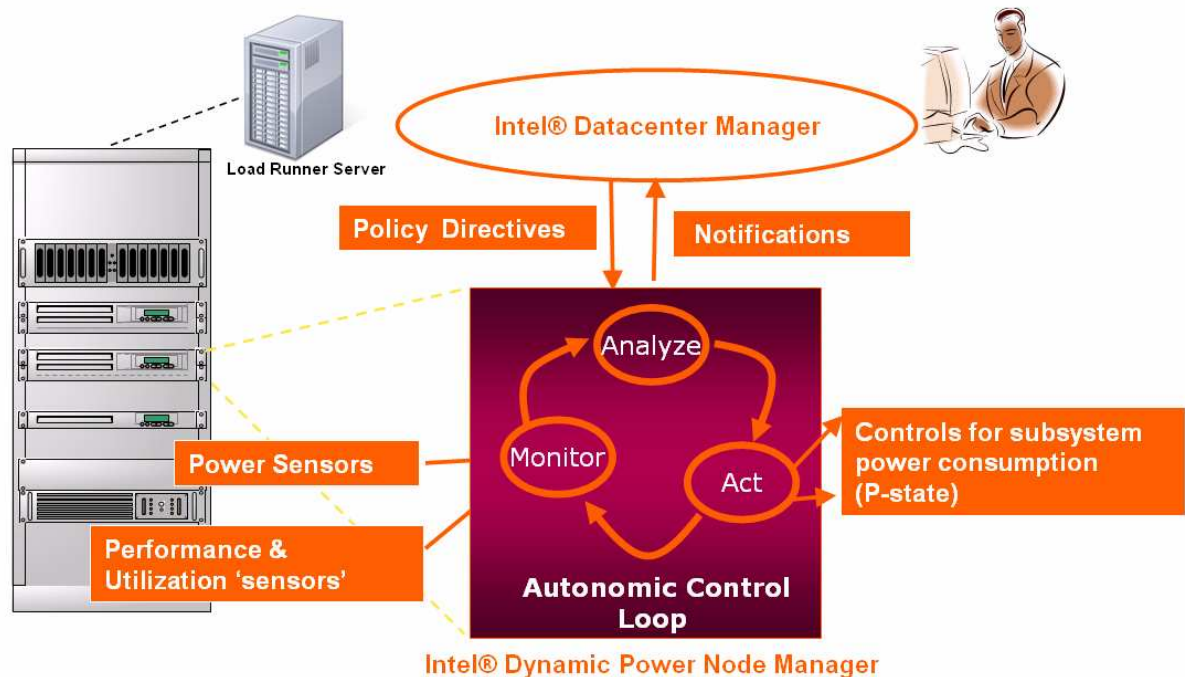 Intel® Datacenter Manager
Load Runner Server
Policy Directives
Notifications
Analyze
Monitor
Act
Power Sensors
Performance &
Utilization ‘sensors’
Controls for subsystem
power consumption
(P-state)
Autonomic Control
Loop
Intel® Dynamic Power Node Manager